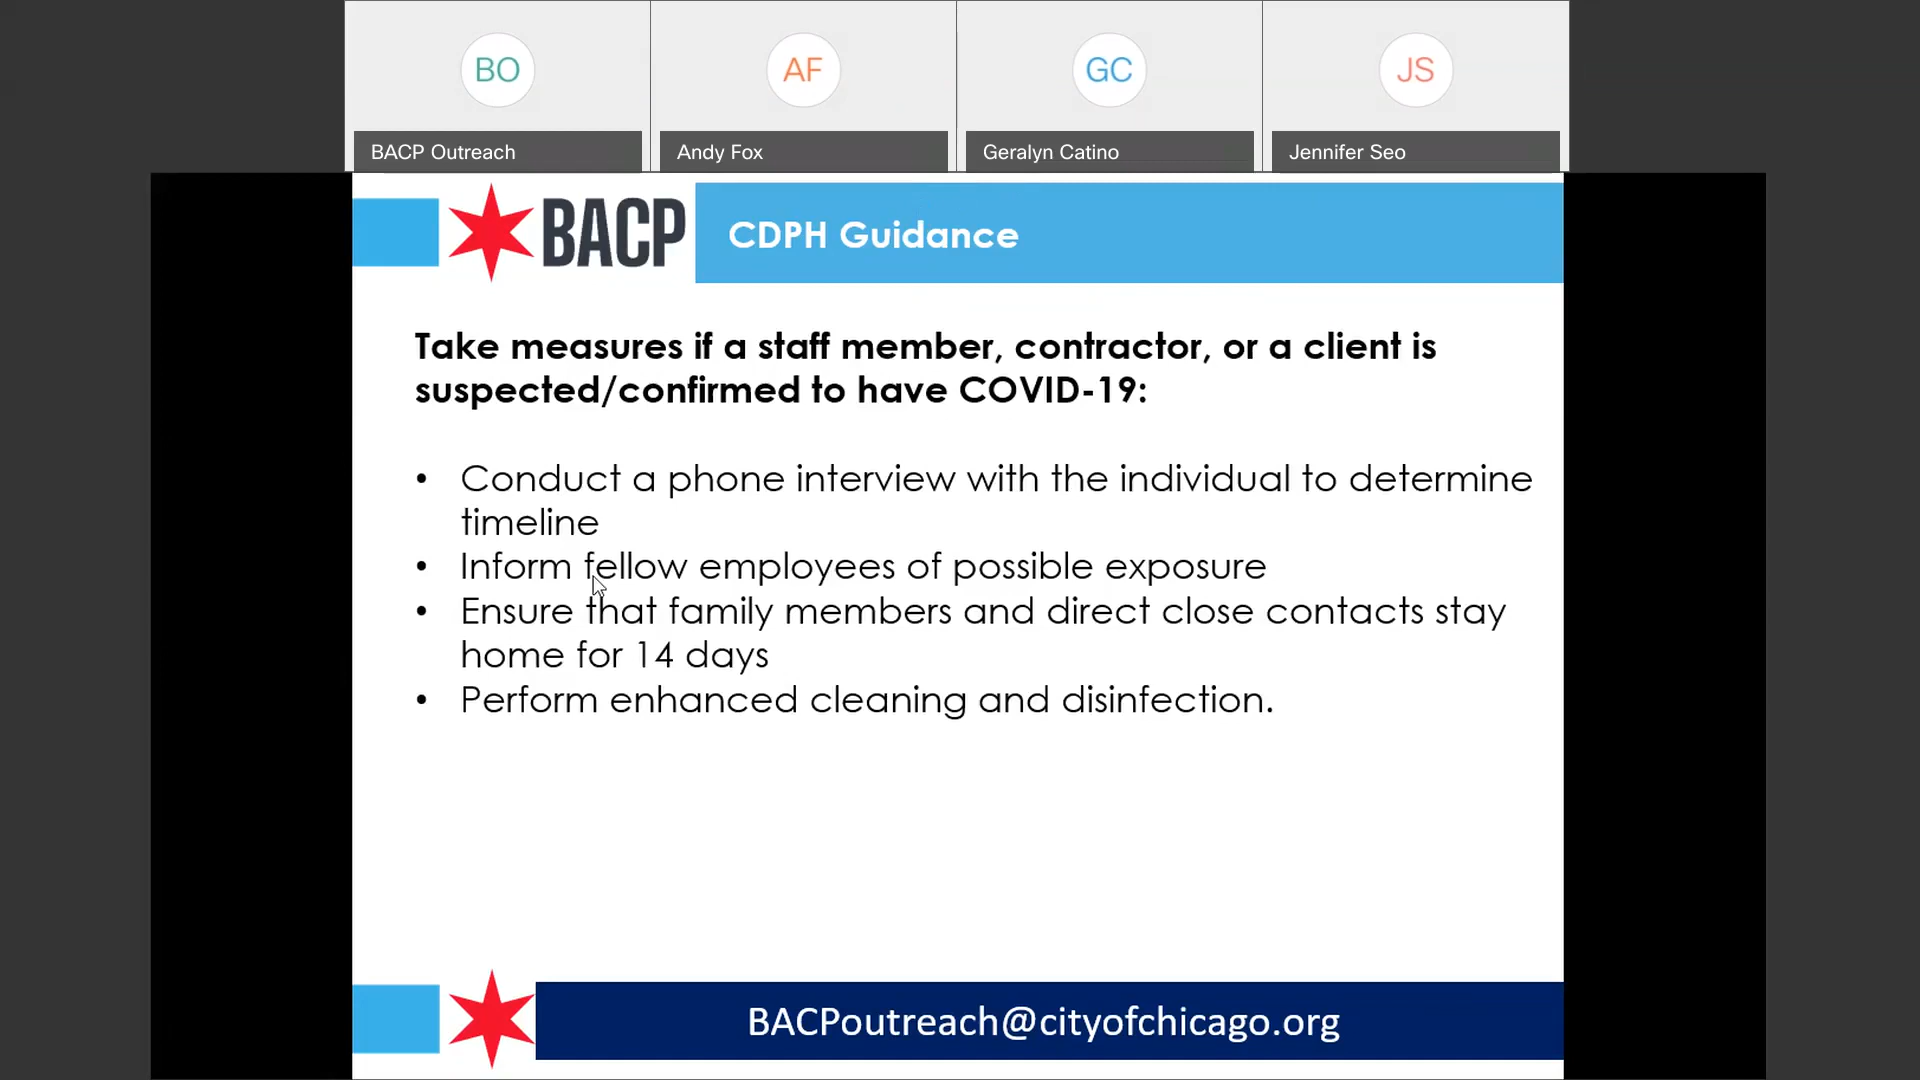 BO
AF
GC
JS
BACP Outreach
Andy Fox
Geralyn Catino
Jennifer Seo
BACP
CDPH Guidance
Take measures if a staff member, contractor, or a client is
suspected/confirmed to have COVID-19:
• Conduct a phone interview with the individual to determine
timeline
• Inform fellow employees of possible exposure
• Ensure that family members and direct close contacts stay
home for 14 days
• Perform enhanced cleaning and disinfection.
BACPoutreach@cityofchicago.org